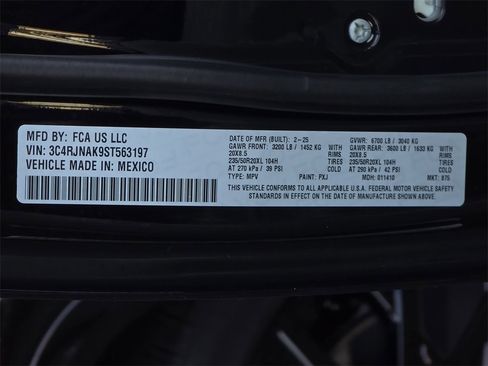 MFD BY: FCA US LLC
VIN: 3C4RJNAK9ST563197
VEHICLE MADE IN: MEXICO
DATE OF MFR (BUILT): 2-25 GVWR: 6700 LB / 3040 KG
GAWR FRONT: 3200 LB / 1452 KG WITH GAWR REAR: 3600 LB / 1633 KG WITH
20X8.5 TIRES 20X8.5 TIRES
235/50R20XL 104H COLD 235/50R20XL 104H COLD
AT 270 kPa / 39 PSI AT 290 kPa / 42 PSI
TYPE: MPV PAINT: PXJ MDH: 011410 MKT: 875
THIS VEHICLE CONFORMS TO ALL APPLICABLE U.S.A. FEDERAL MOTOR VEHICLE SAFETY
STANDARDS IN EFFECT ON THE DATE OF MANUFACTURE SHOWN ABOVE.